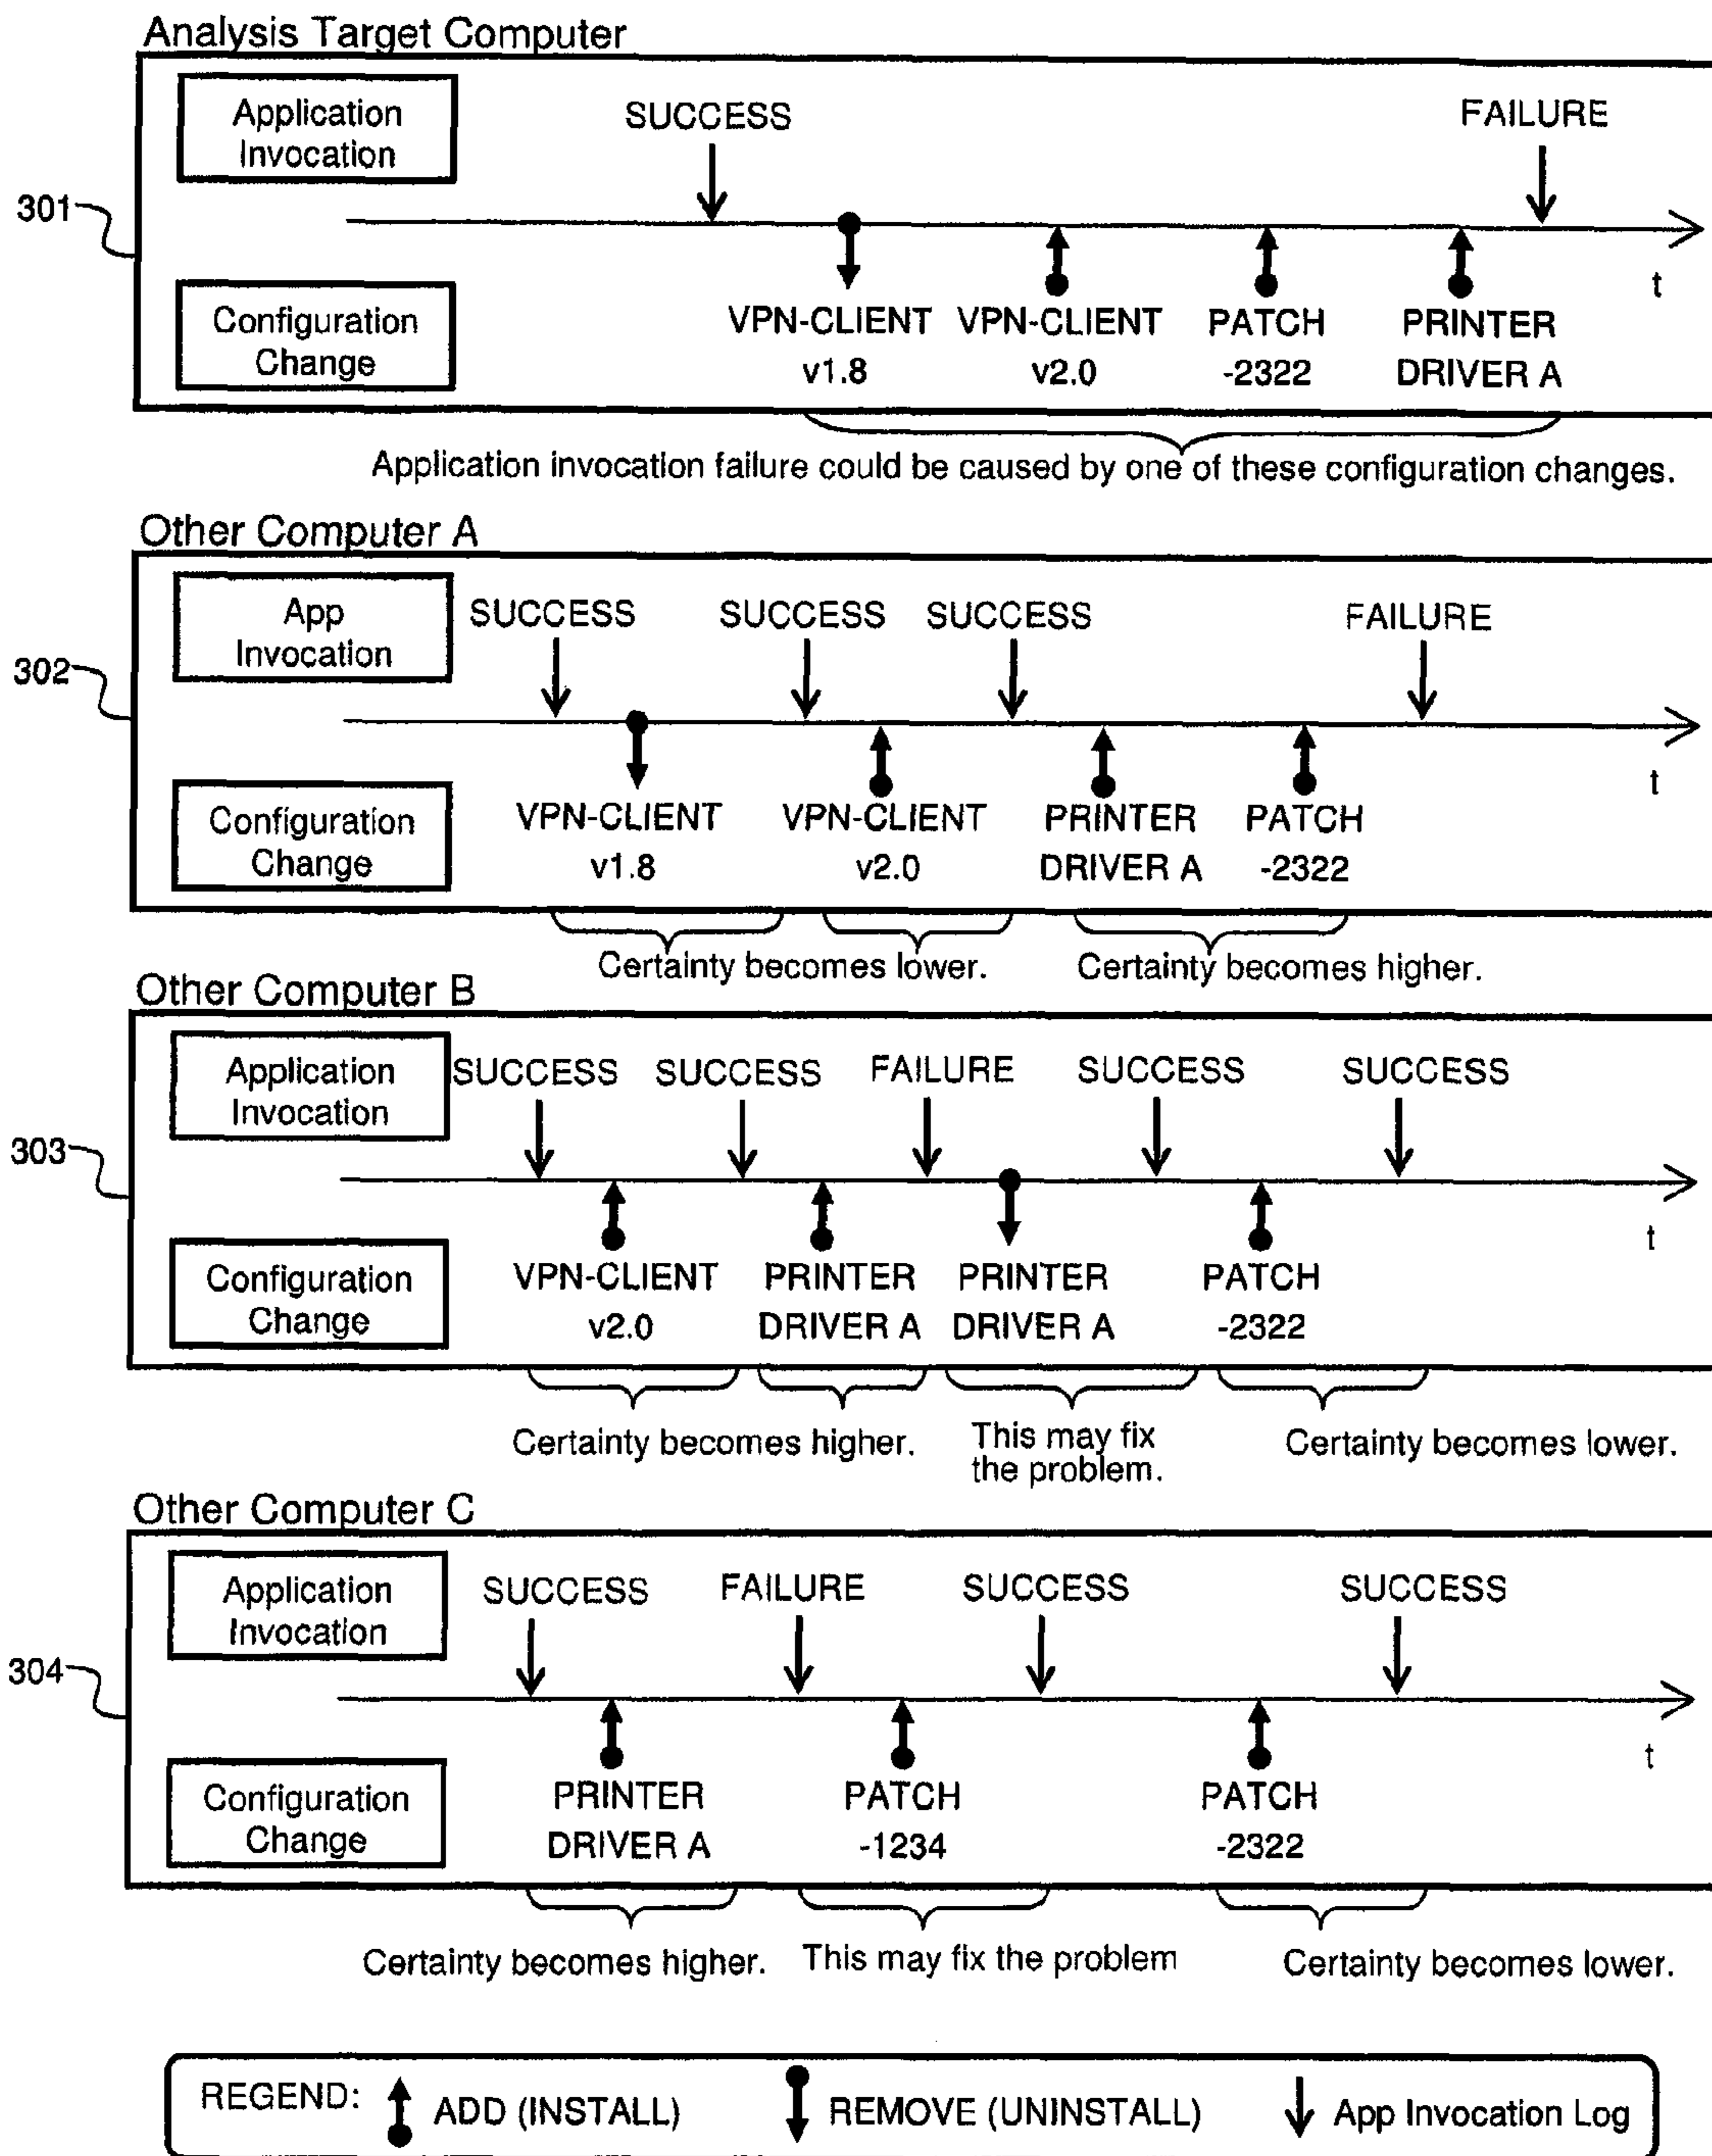 Analysis Target Computer
Application
Invocation
SUCCESS
FAILURE
301
t
Configuration
Change
VPN-CLIENT
v1.8
VPN-CLIENT
v2.0
PATCH
-2322
PRINTER
DRIVER A
Application invocation failure could be caused by one of these configuration changes.
Other Computer A
App
Invocation
SUCCESS
SUCCESS
SUCCESS
FAILURE
302
t
Configuration
Change
VPN-CLIENT
v1.8
VPN-CLIENT
v2.0
PRINTER
DRIVER A
PATCH
-2322
Certainty becomes lower.
Certainty becomes higher.
Other Computer B
Application
Invocation
SUCCESS
SUCCESS
FAILURE
SUCCESS
SUCCESS
303
t
Configuration
Change
VPN-CLIENT
v2.0
PRINTER
DRIVER A
PRINTER
DRIVER A
PATCH
-2322
Certainty becomes higher.
This may fix
the problem.
Certainty becomes lower.
Other Computer C
Application
Invocation
SUCCESS
FAILURE
SUCCESS
SUCCESS
304
t
Configuration
Change
PRINTER
DRIVER A
PATCH
-1234
PATCH
-2322
Certainty becomes higher.
This may fix the problem
Certainty becomes lower.
REGEND:
ADD (INSTALL)
REMOVE (UNINSTALL)
App Invocation Log